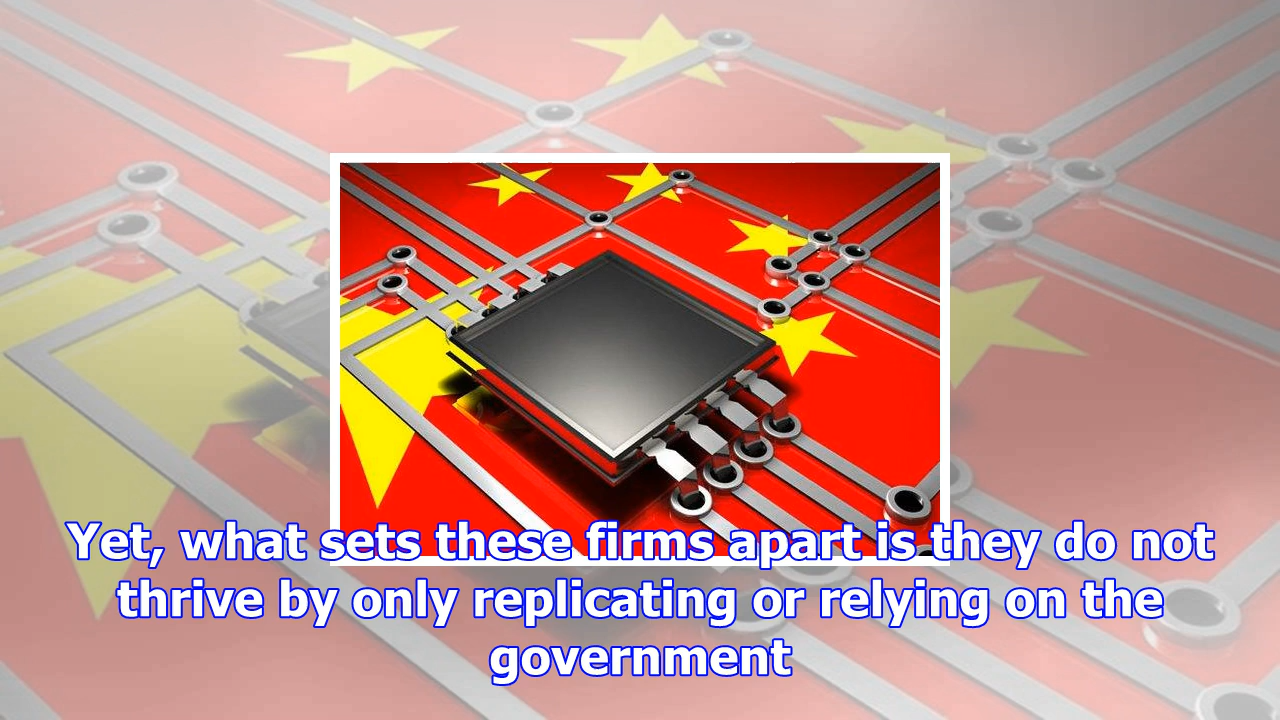 Yet, what sets these firms apart is they do not
thrive by only replicating or relying on the
government